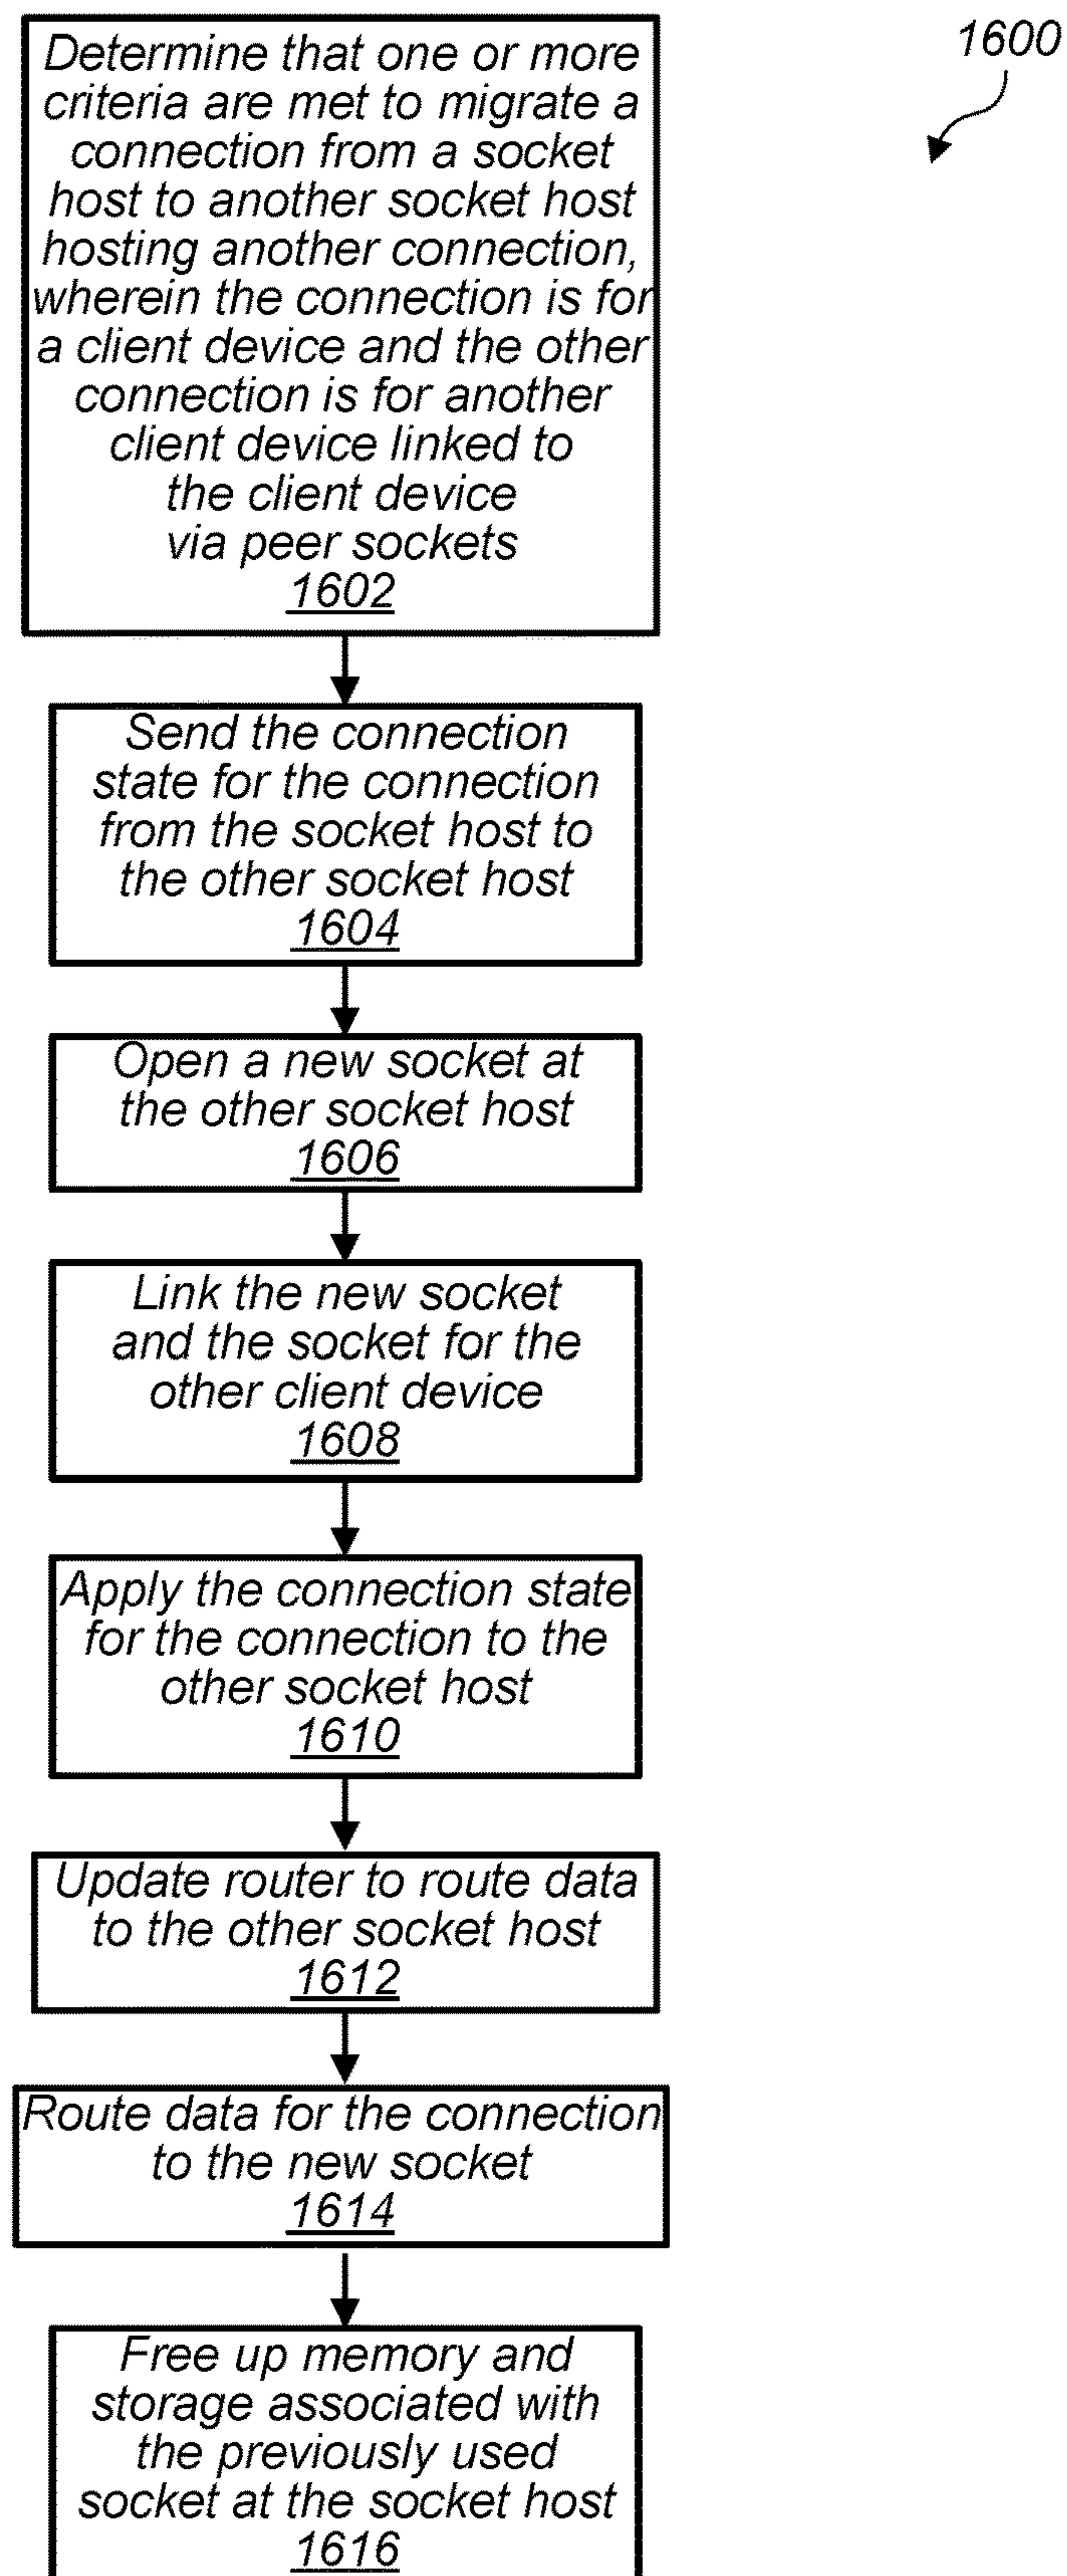 1600
Determine that one or more
criteria are met to migrate a
connection from a socket
host to another socket host
hosting another connection,
wherein the connection is for
a client device and the other
connection is for another
client device linked to
the client device
via peer sockets
1602
Send the connection
state for the connection
from the socket host to
the other socket host
1604
Open a new socket at
the other socket host
1606
Link the new socket
and the socket for the
other client device
1608
Apply the connection state
for the connection to the
other socket host
1610
Update router to route data
to the other socket host
1612
Route data for the connection
to the new socket
1614
Free up memory and
storage associated with
the previously used
socket at the socket host
1616